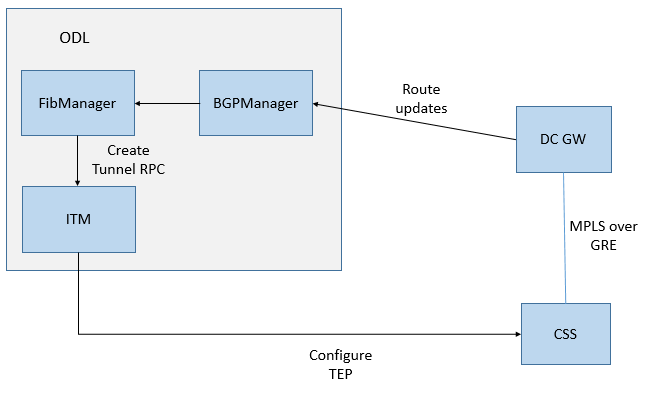 ODL
FibManager
BGPManager
Route
updates
DC GW
Create
Tunnel RPC
ITM
MPLS over
GRE
CSS
Configure
TEP